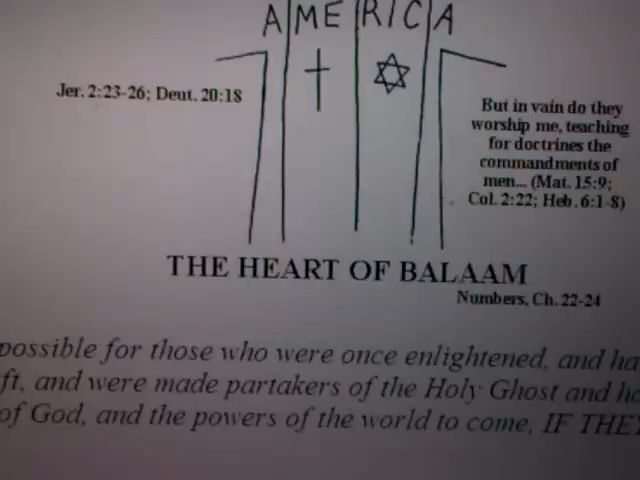 AMERICA
Jer. 2:23-26; Deut. 20:18
But in vain do they
worship me, teaching
for doctrines the
commandments of
men... (Mat. 15:9;
Col. 2:22; Heb. 6:1-8)
THE HEART OF BALAAM
Numbers, Ch. 22-24
possible for those who were once enlightened, and ha
ft, and were made partakers of the Holy Ghost and ha
of God, and the powers of the world to come, IF THEY